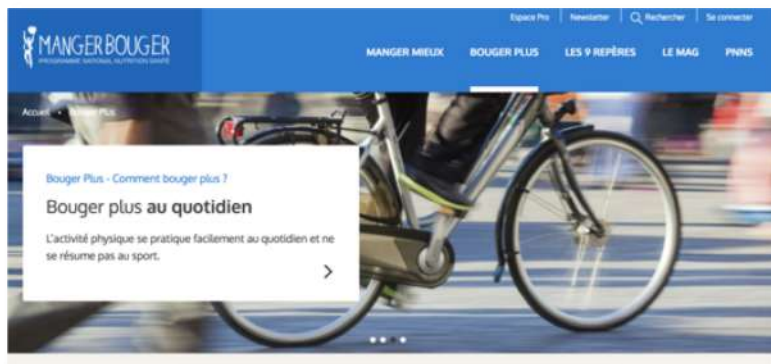 Espace Pro Newsletter Rechercher Se connecter
MANGERBOUGER
PROGRAMME NATIONAL NUTRITION SANTÉ
MANGER MIEUX BOUGER PLUS LES 9 REPÈRES LE MAG PNNS
Accueil • Bouger Plus
Bouger Plus - Comment bouger plus ?
Bouger plus au quotidien
L'activité physique se pratique facilement au quotidien et ne
se résume pas au sport.